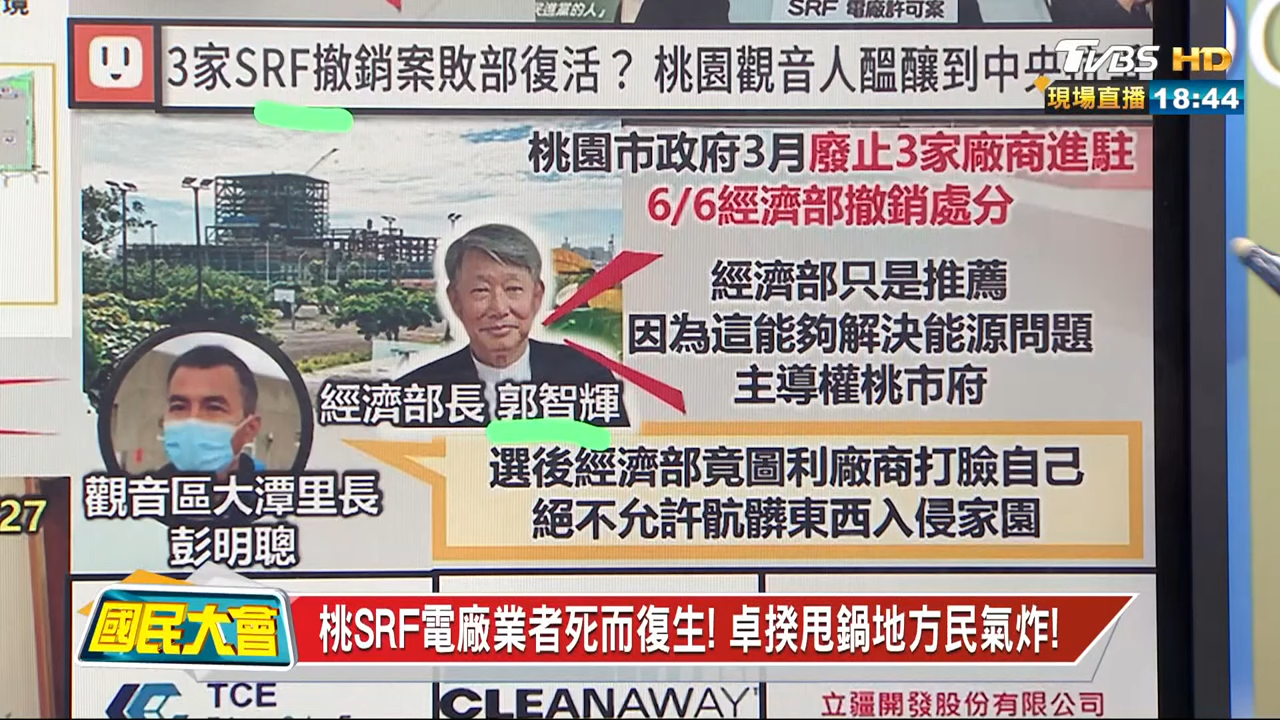 境
民進黨的人」
SRF 電廠許可案
3家SRF撤銷案敗部復活？ 桃園觀音人醞釀到中央
TVBS HD
現場直播 18:44
桃園市政府3月廢止3家廠商進駐
6/6經濟部撤銷處分
經濟部只是推薦
因為這能夠解決能源問題
主導權桃市府
經濟部長 郭智輝
選後經濟部竟圖利廠商打臉自己
絕不允許骯髒東西入侵家園
觀音區大潭里長
彭明聰
27
國民大會
桃SRF電廠業者死而復生! 卓揆甩鍋地方民氣炸!
TCE
CLEANAWAY
立疆開發股份有限公司